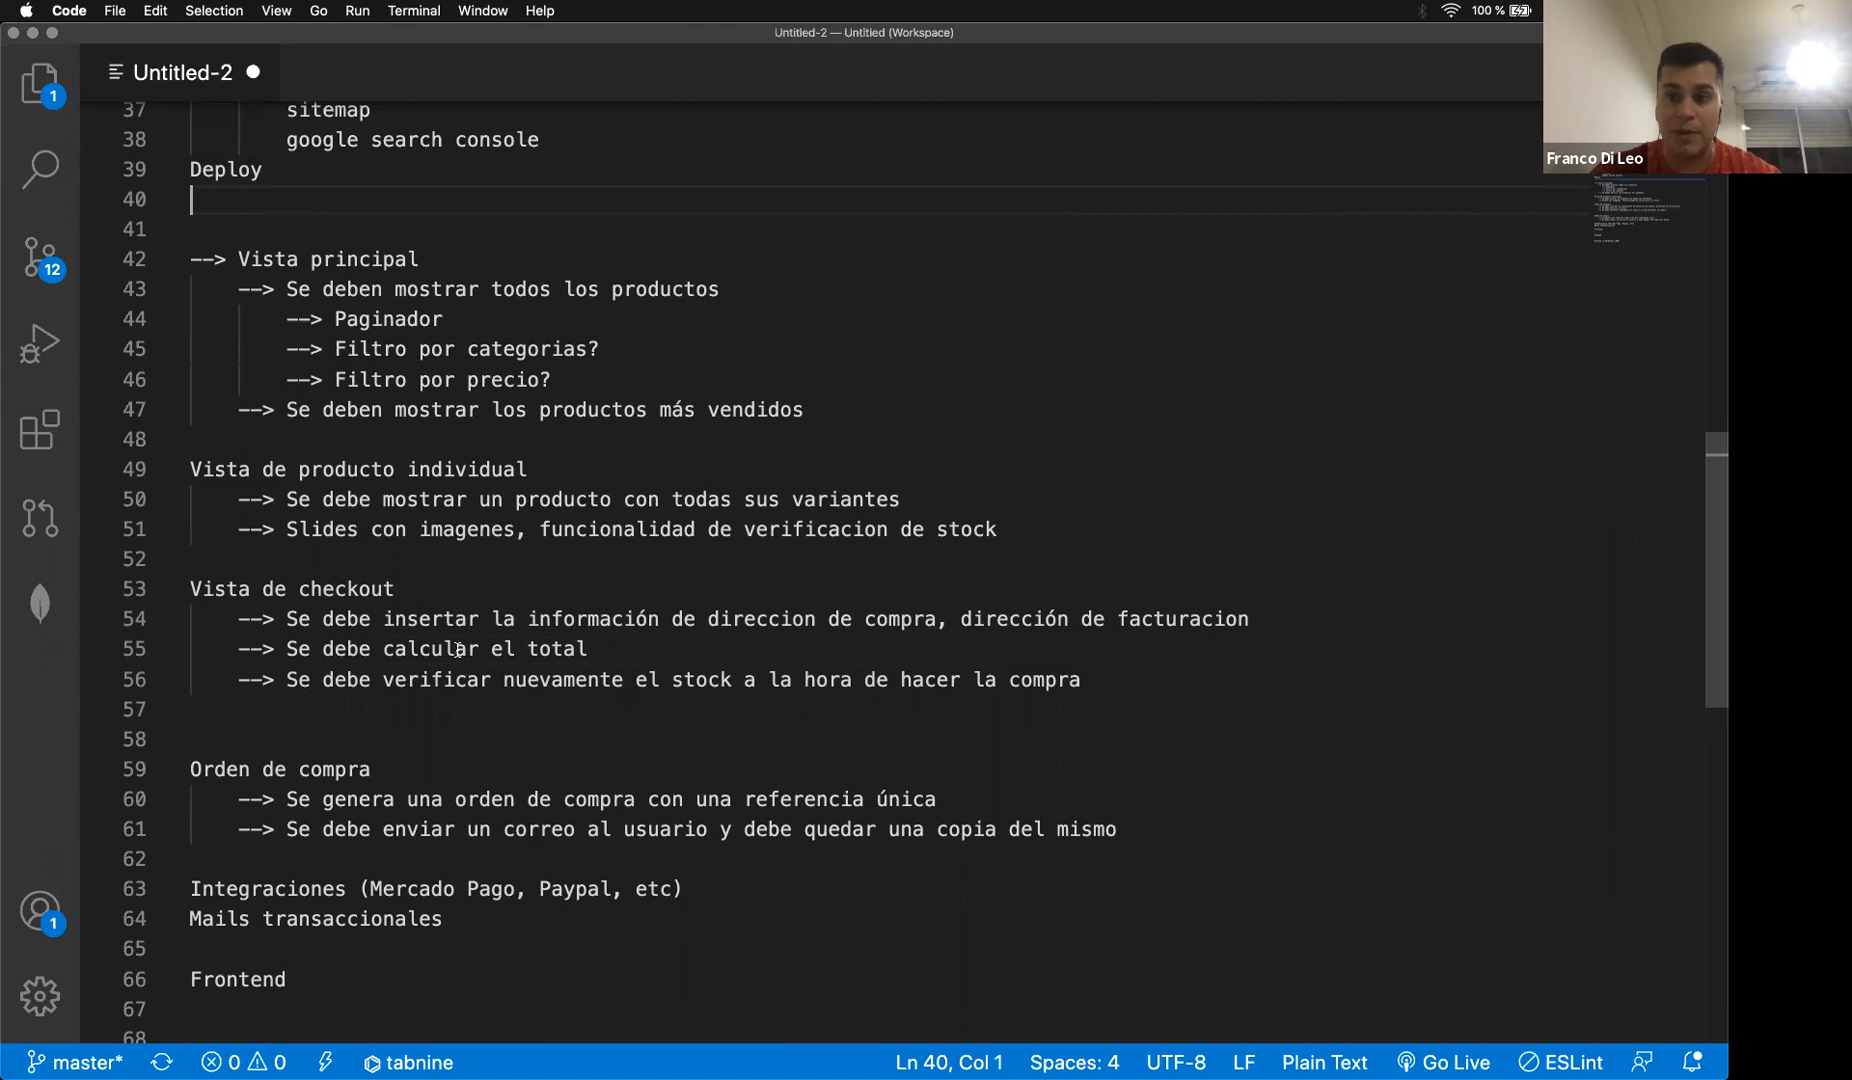 Code File Edit Selection View Go Run Terminal Window Help 100 %
Untitled-2 — Untitled (Workspace)
Untitled-2
Franco Di Leo
1
12
1
37 sitemap
38 google search console
39 Deploy
40
41
42 --> Vista principal
43 --> Se deben mostrar todos los productos
44 --> Paginador
45 --> Filtro por categorias?
46 --> Filtro por precio?
47 --> Se deben mostrar los productos más vendidos
48
49 Vista de producto individual
50 --> Se debe mostrar un producto con todas sus variantes
51 --> Slides con imagenes, funcionalidad de verificacion de stock
52
53 Vista de checkout
54 --> Se debe insertar la información de direccion de compra, dirección de facturacion
55 --> Se debe calcular el total
56 --> Se debe verificar nuevamente el stock a la hora de hacer la compra
57
58
59 Orden de compra
60 --> Se genera una orden de compra con una referencia única
61 --> Se debe enviar un correo al usuario y debe quedar una copia del mismo
62
63 Integraciones (Mercado Pago, Paypal, etc)
64 Mails transaccionales
65
66 Frontend
67
68
master* 0 0 tabnine Ln 40, Col 1 Spaces: 4 UTF-8 LF Plain Text Go Live ESLint